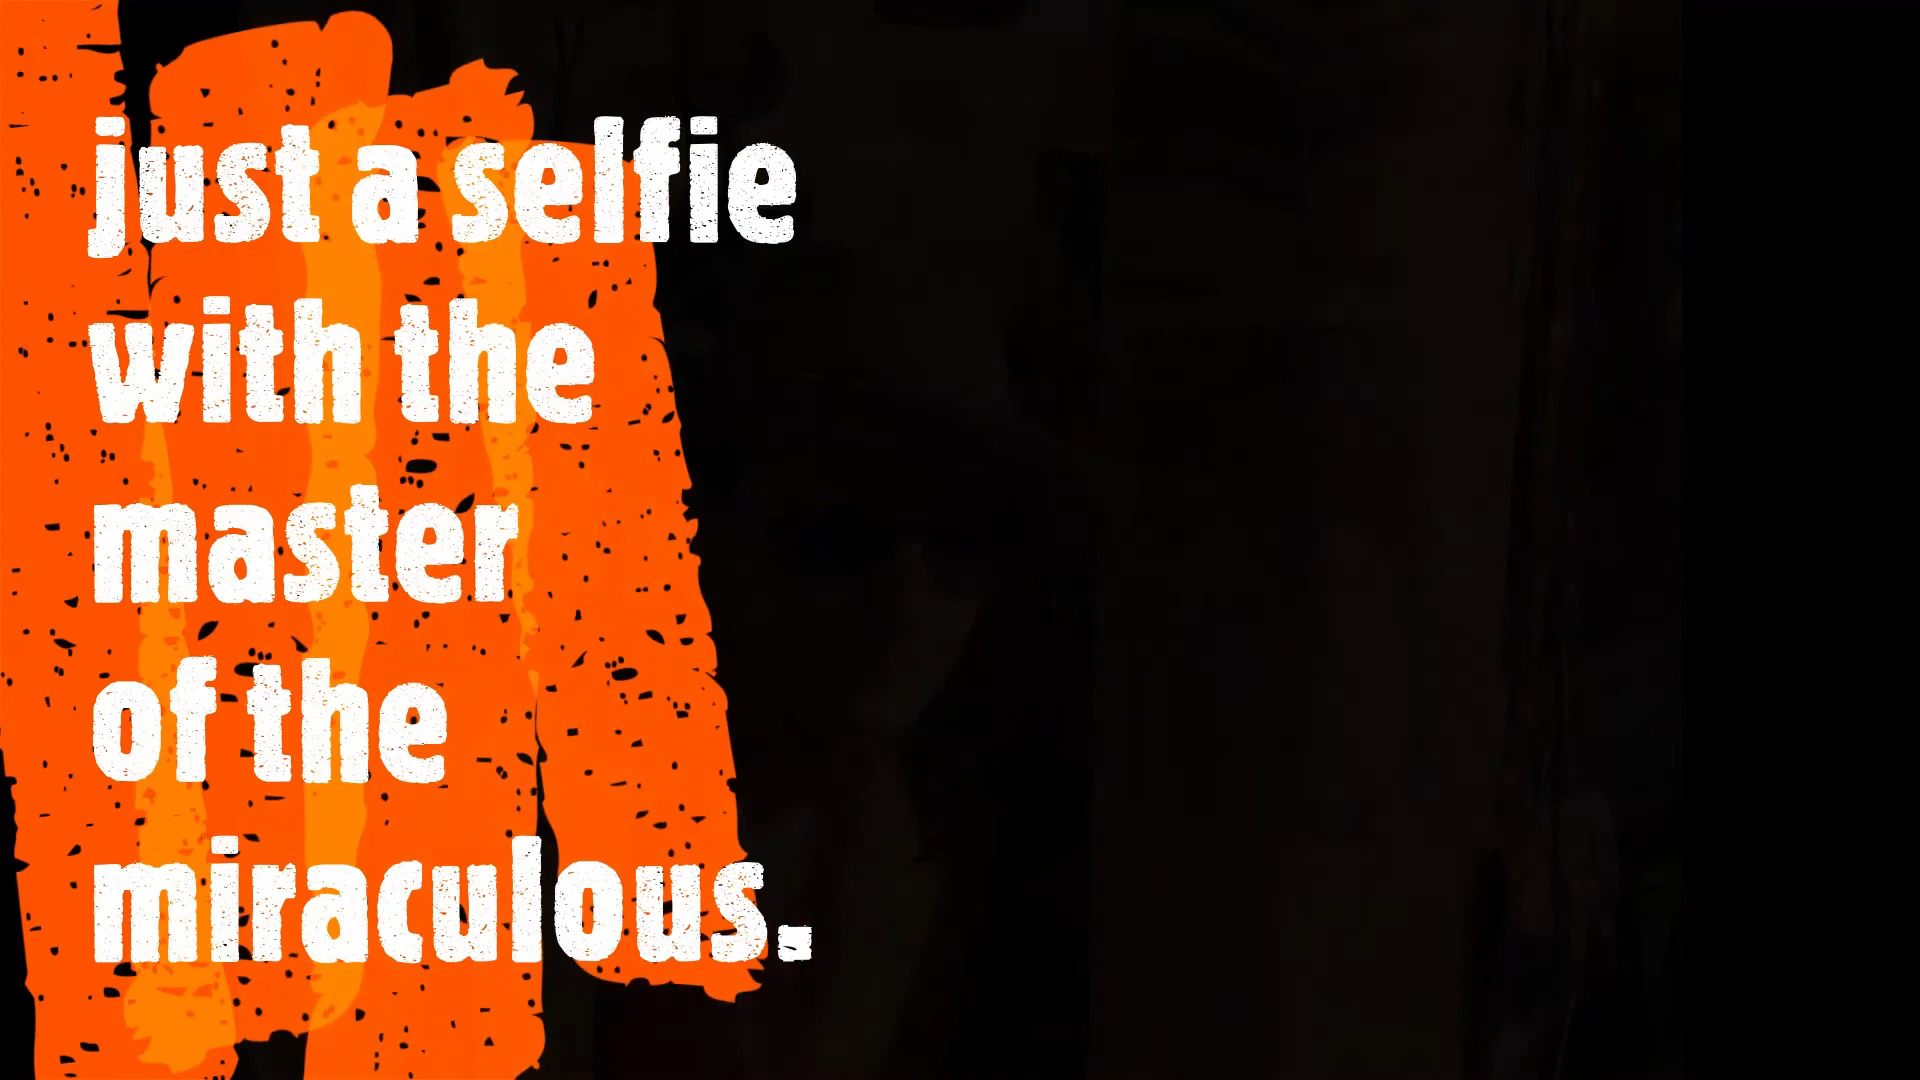 just a selfie
with the
master
of the
miraculous.